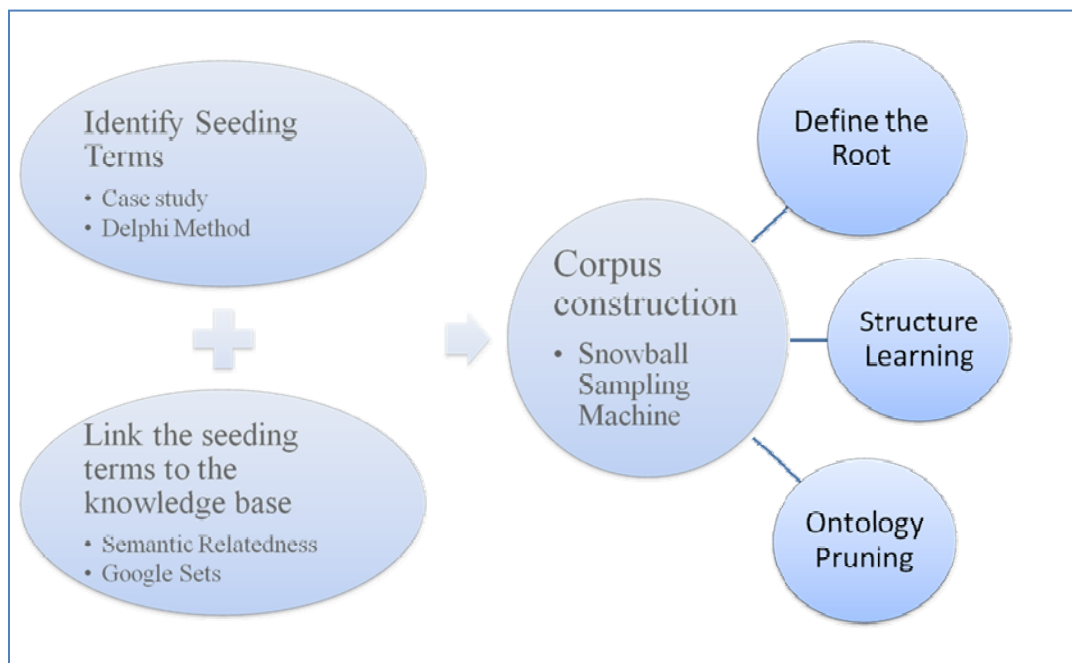 Identify Seeding
Terms
• Case study
• Delphi Method
Link the seeding
terms to the
knowledge base
• Semantic Relatedness
• Google Sets
Corpus
construction
• Snowball
Sampling
Machine
Define the
Root
Structure
Learning
Ontology
Pruning